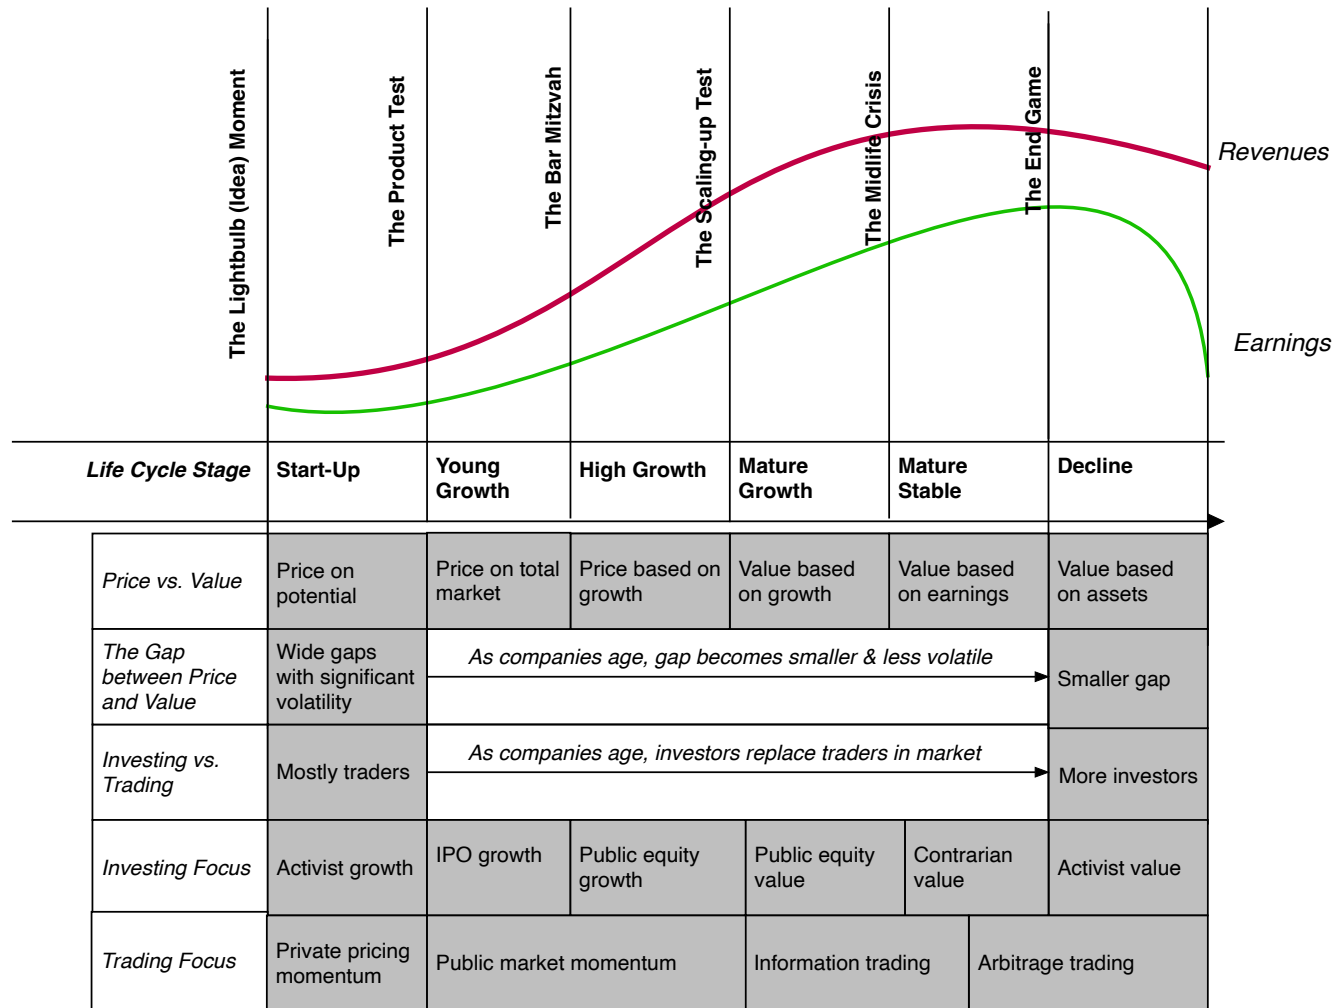 The Lightbulb (Idea) Moment
The Product Test
The Bar Mitzvah
The Scaling-up Test
The Midlife Crisis
The End Game
Revenues
Earnings
Life Cycle Stage
Start-Up
Young
Growth
High Growth
Mature
Growth
Mature
Stable
Decline
Price vs. Value
Price on
potential
Price on total
market
Price based on
growth
Value based
on growth
Value based
on earnings
Value based
on assets
The Gap
between Price
and Value
Wide gaps
with significant
volatility
As companies age, gap becomes smaller & less volatile
Smaller gap
Investing vs.
Trading
Mostly traders
As companies age, investors replace traders in market
More investors
Investing Focus
Activist growth
IPO growth
Public equity
growth
Public equity
value
Contrarian
value
Activist value
Trading Focus
Private pricing
momentum
Public market momentum
Information trading
Arbitrage trading